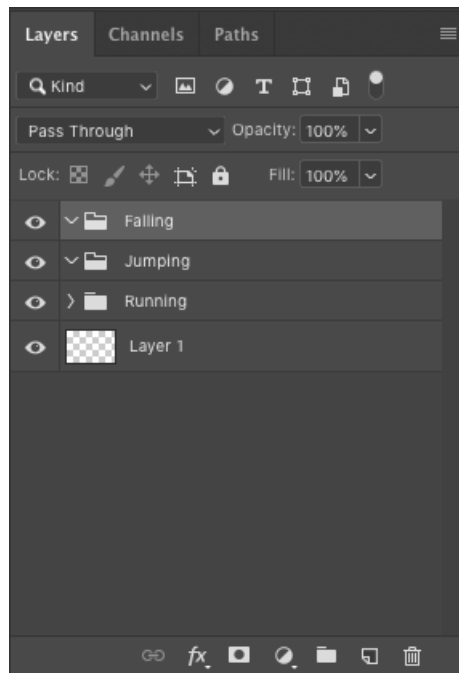 Layers Channels Paths
Kind T
Pass Through Opacity: 100%
Lock: Fill: 100%
Falling
Jumping
Running
Layer 1
fx